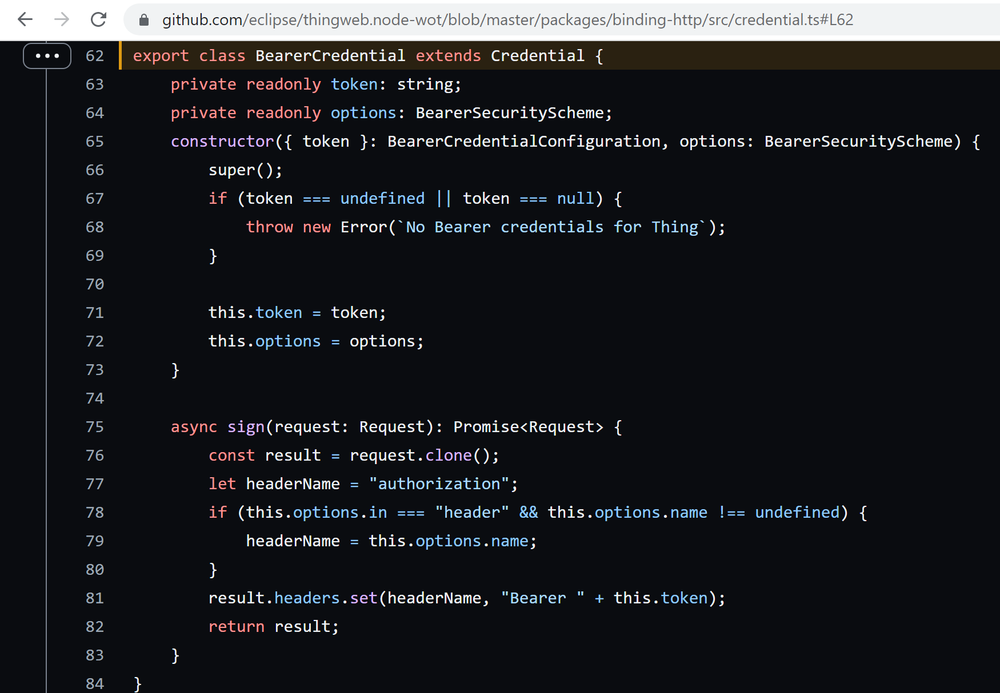 github.com/eclipse/thingweb.node-wot/blob/master/packages/binding-http/src/credential.ts#L62
62 export class BearerCredential extends Credential {
63     private readonly token: string;
64     private readonly options: BearerSecurityScheme;
65     constructor({ token }: BearerCredentialConfiguration, options: BearerSecurityScheme) {
66         super();
67         if (token === undefined || token === null) {
68             throw new Error(`No Bearer credentials for Thing`);
69         }
70
71         this.token = token;
72         this.options = options;
73     }
74
75     async sign(request: Request): Promise<Request> {
76         const result = request.clone();
77         let headerName = "authorization";
78         if (this.options.in === "header" && this.options.name !== undefined) {
79             headerName = this.options.name;
80         }
81         result.headers.set(headerName, "Bearer " + this.token);
82         return result;
83     }
84 }